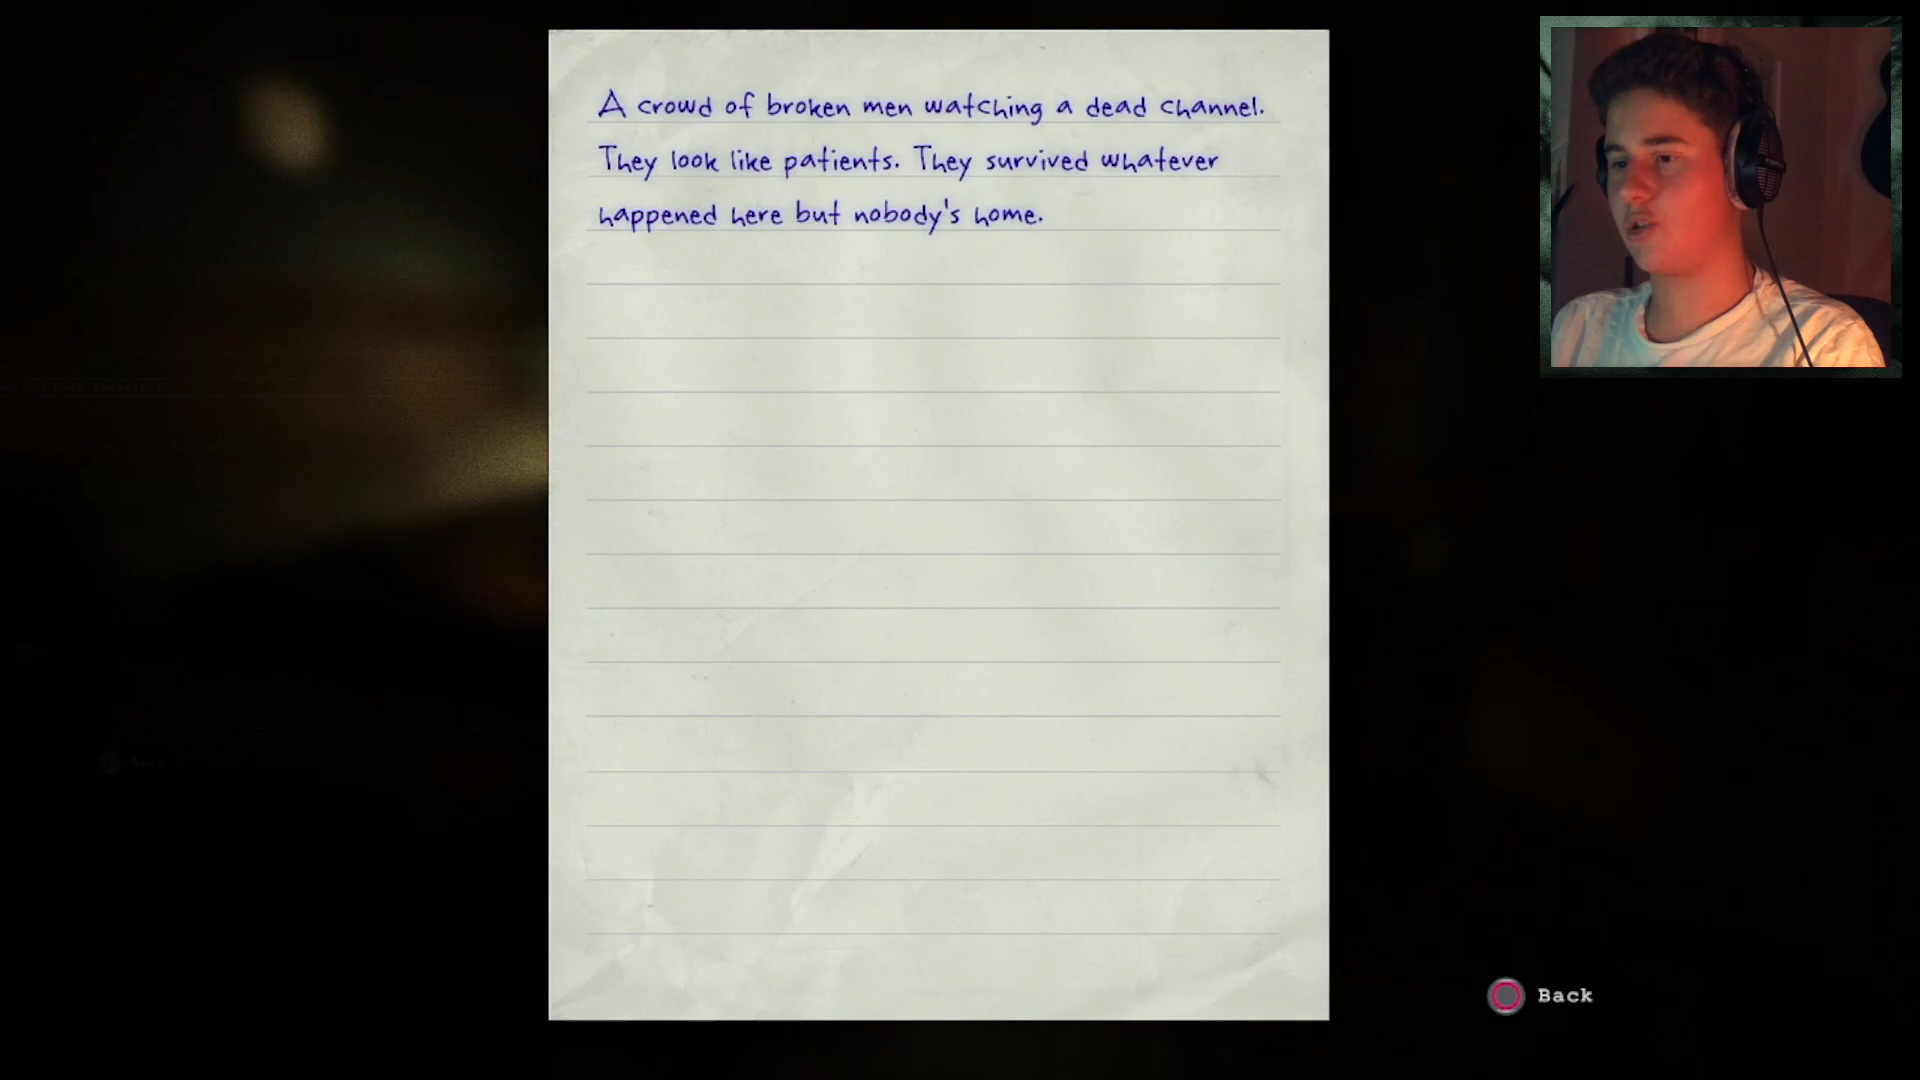 A crowd of broken men watching a dead channel.
They look like patients. They survived whatever
happened here but nobody's home.
Back